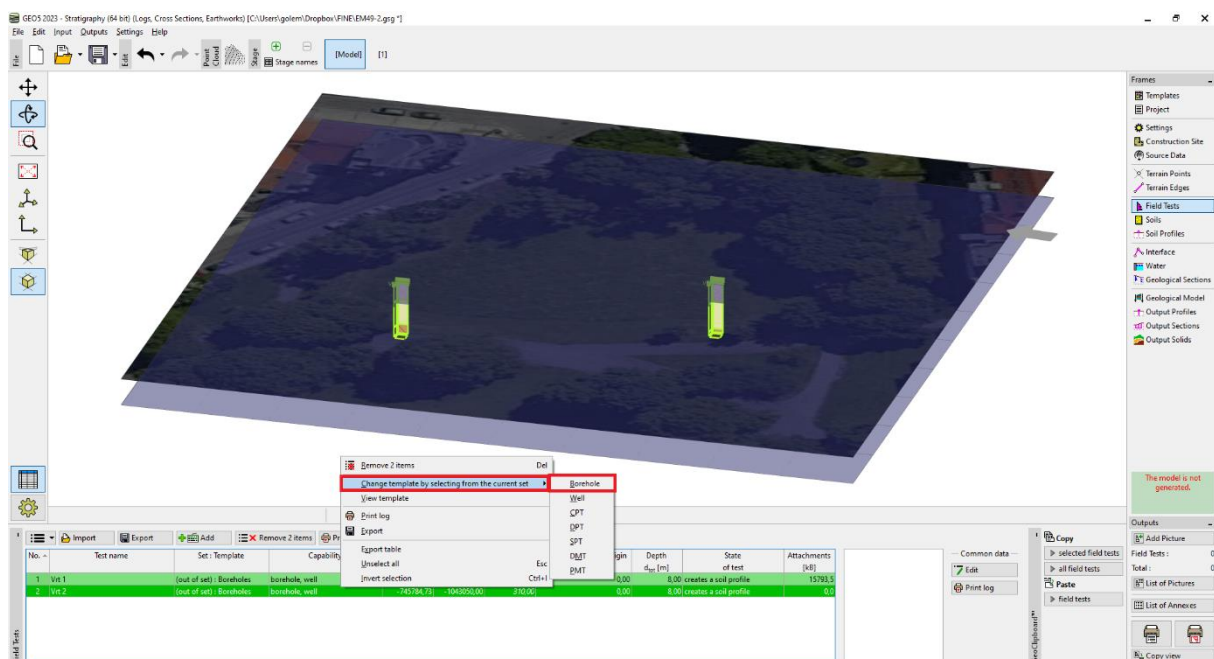 GEO5 2023 - Stratigraphy (64 bit) (Logs, Cross Sections, Earthworks) [C:\Users\golem\Dropbox\FINE\EM49-2.gsg *]
File Edit Input Outputs Settings Help
File
Edit
Point Cloud
Stage
Stage names
[Model]
[1]
Frames
Templates
Project
Settings
Construction Site
Source Data
Terrain Points
Terrain Edges
Field Tests
Soils
Soil Profiles
Interface
Water
Geological Sections
Geological Model
Output Profiles
Output Sections
Output Solids
The model is not
generated.
Remove 2 items Del
Change template by selecting from the current set
View template
Print log
Export
Export table
Unselect all Esc
Invert selection Ctrl+I
Borehole
Well
CPT
DPT
SPT
DMT
PMT
Import Export Add Remove 2 items
No. Test name Set : Template Capability Depth State Attachments
dtot [m] of test [kB]
1 Vrt 1 (out of set) : Boreholes borehole, well 0,00 8,00 creates a soil profile 15793,5
2 Vrt 2 (out of set) : Boreholes borehole, well -745784,73 -1043050,00 310,00 0,00 8,00 creates a soil profile 0,0
Common data
Edit
Print log
Copy
selected field tests
all field tests
Paste
field tests
GeoClipboard™
Outputs
Add Picture
Field Tests : 0
Total : 0
List of Pictures
List of Annexes
Copy view